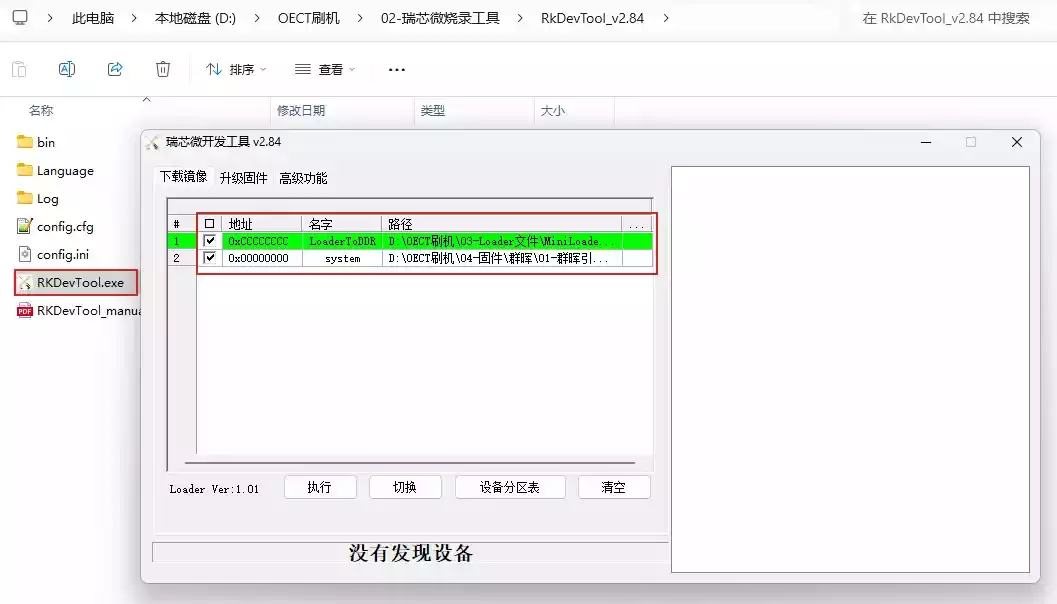 此电脑 本地磁盘 (D:) OECT刷机 02-瑞芯微烧录工具 RkDevTool_v2.84 在 RkDevTool_v2.84 中搜索
排序 查看 ...
名称 修改日期 类型 大小
bin
Language
Log
config.cfg
config.ini
RKDevTool.exe
PDF RKDevTool_manua
瑞芯微开发工具 v2.84
下载镜像 升级固件 高级功能
# 地址 名字 路径 ...
1 0xCCCCCCCC LoaderToDDR D:\OECT刷机\03-Loader文件\MiniLoade...
2 0x00000000 system D:\OECT刷机\04-固件\群晖\01-群晖引...
Loader Ver:1.01 执行 切换 设备分区表 清空
没有发现设备